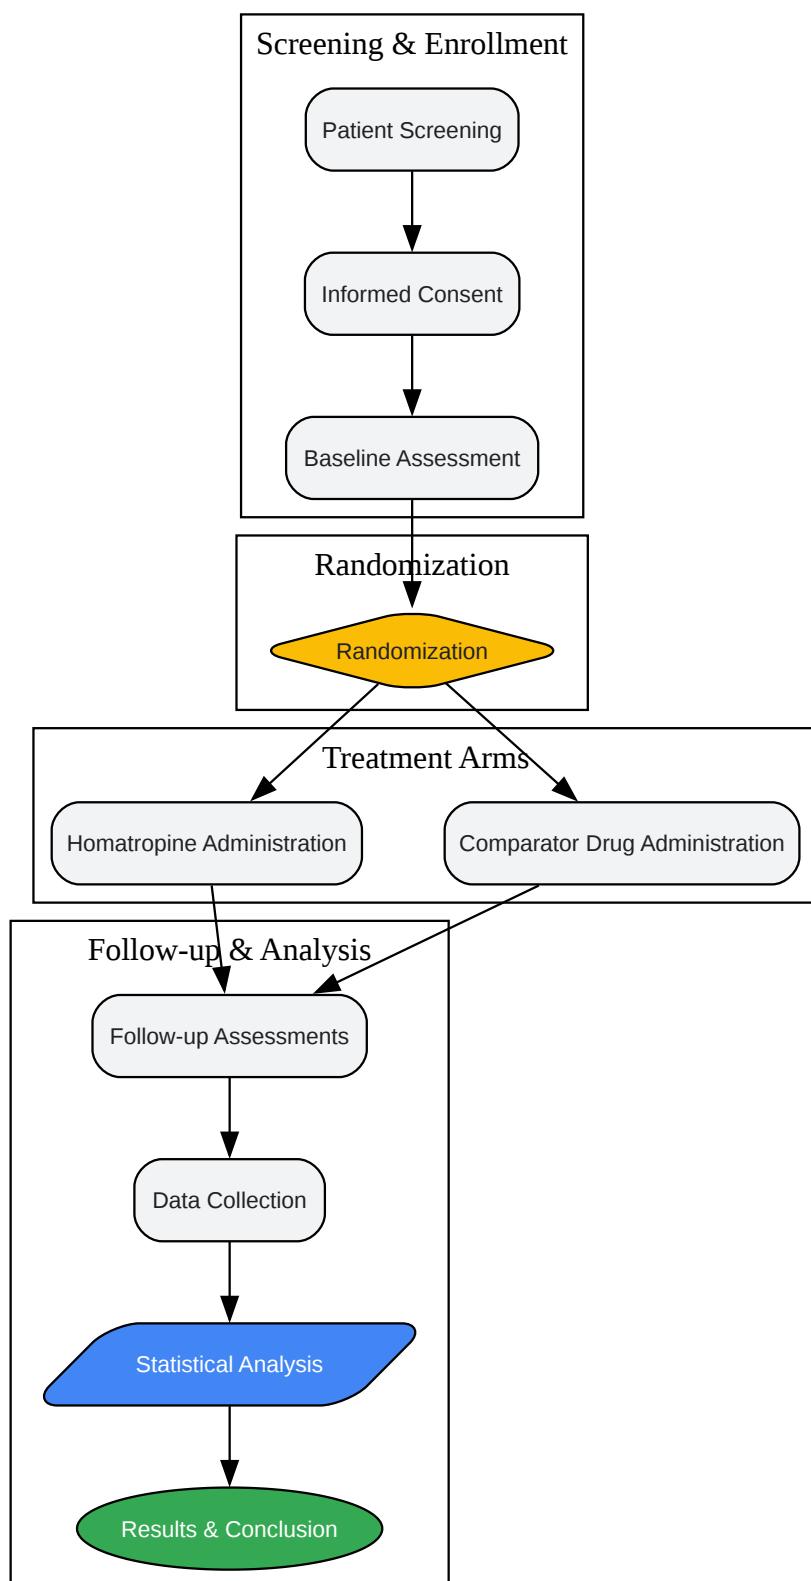 Screening & Enrollment
Patient Screening
Informed Consent
Baseline Assessment
Randomization
Randomization
Treatment Arms
Homatropine Administration
Comparator Drug Administration
Follow-up & Analysis
Follow-up Assessments
Data Collection
Statistical Analysis
Results & Conclusion